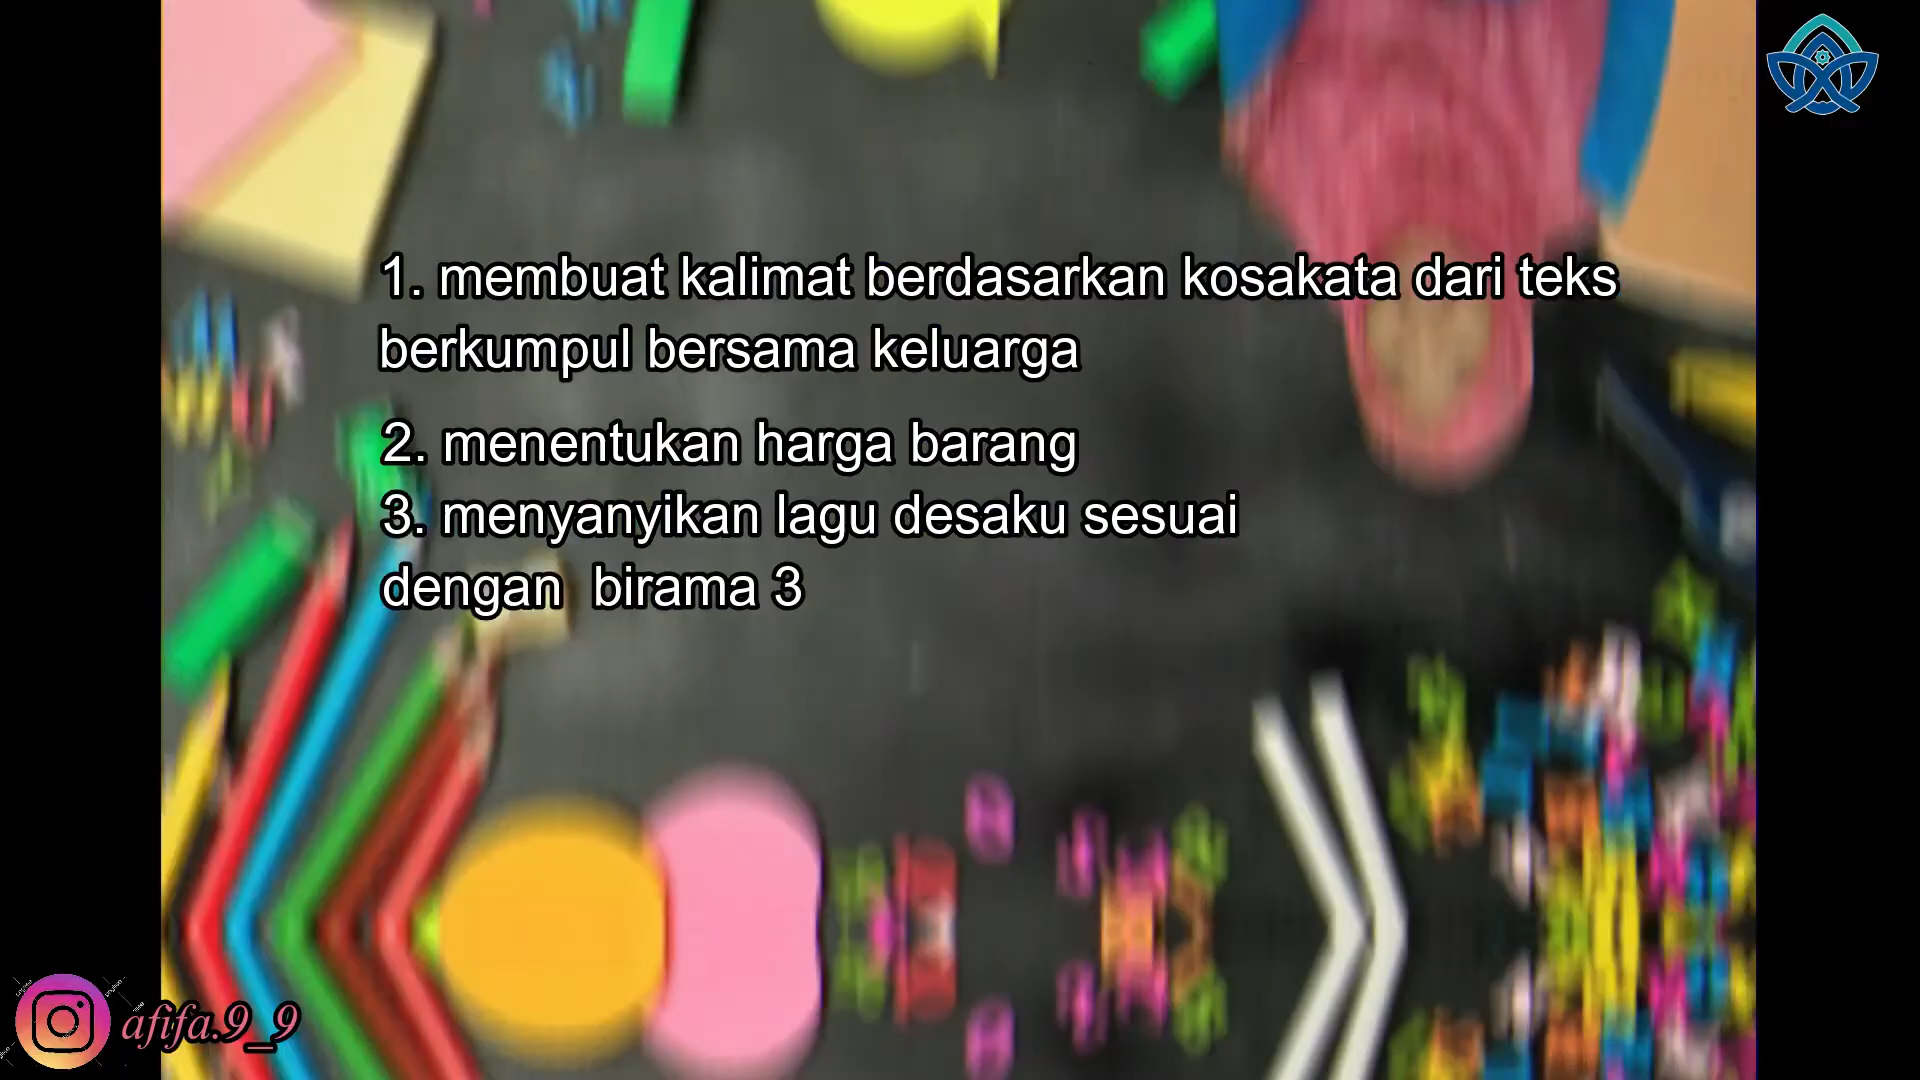 1. membuat kalimat berdasarkan kosakata dari teks
berkumpul bersama keluarga
2. menentukan harga barang
3. menyanyikan lagu desaku sesuai
dengan  birama 3
afifa.9_9